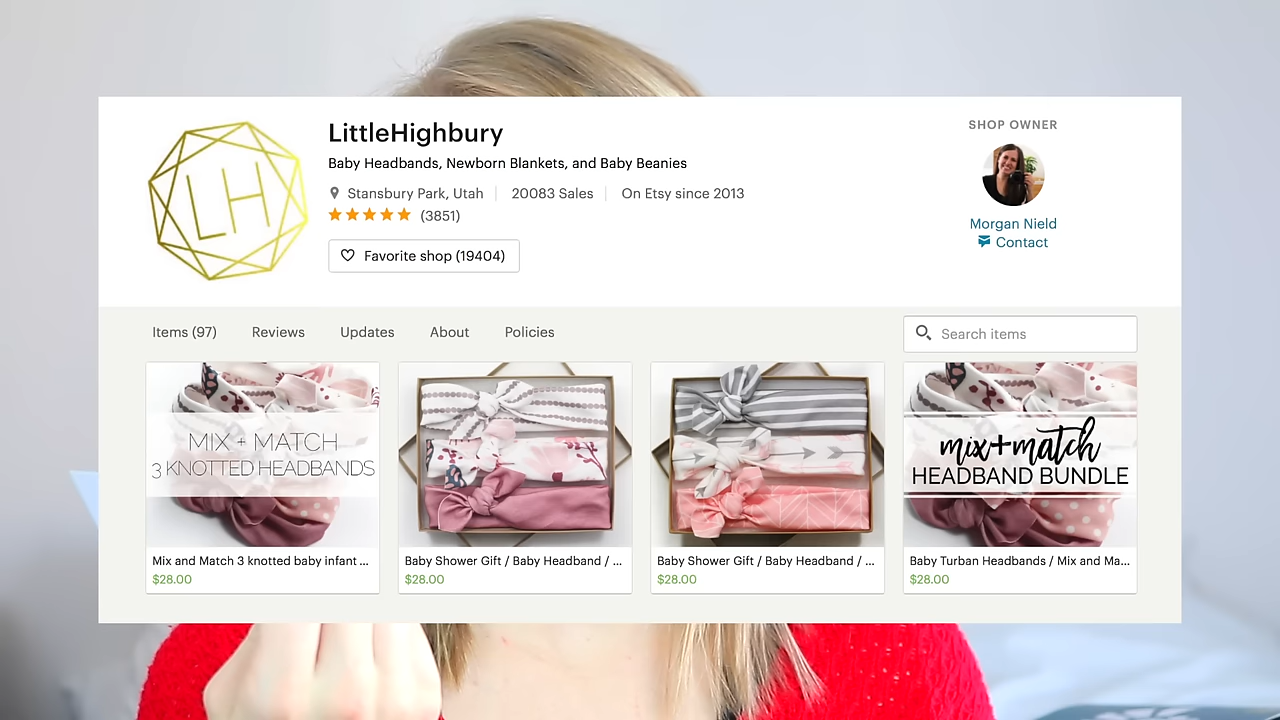 LH
LittleHighbury
Baby Headbands, Newborn Blankets, and Baby Beanies
Stansbury Park, Utah
20083 Sales
On Etsy since 2013
(3851)
Favorite shop (19404)
SHOP OWNER
Morgan Nield
Contact
Items (97)
Reviews
Updates
About
Policies
Search items
MIX + MATCH
3 KNOTTED HEADBANDS
mix+match
HEADBAND BUNDLE
Mix and Match 3 knotted baby infant ...
$28.00
Baby Shower Gift / Baby Headband / ...
$28.00
Baby Shower Gift / Baby Headband / ...
$28.00
Baby Turban Headbands / Mix and Ma...
$28.00